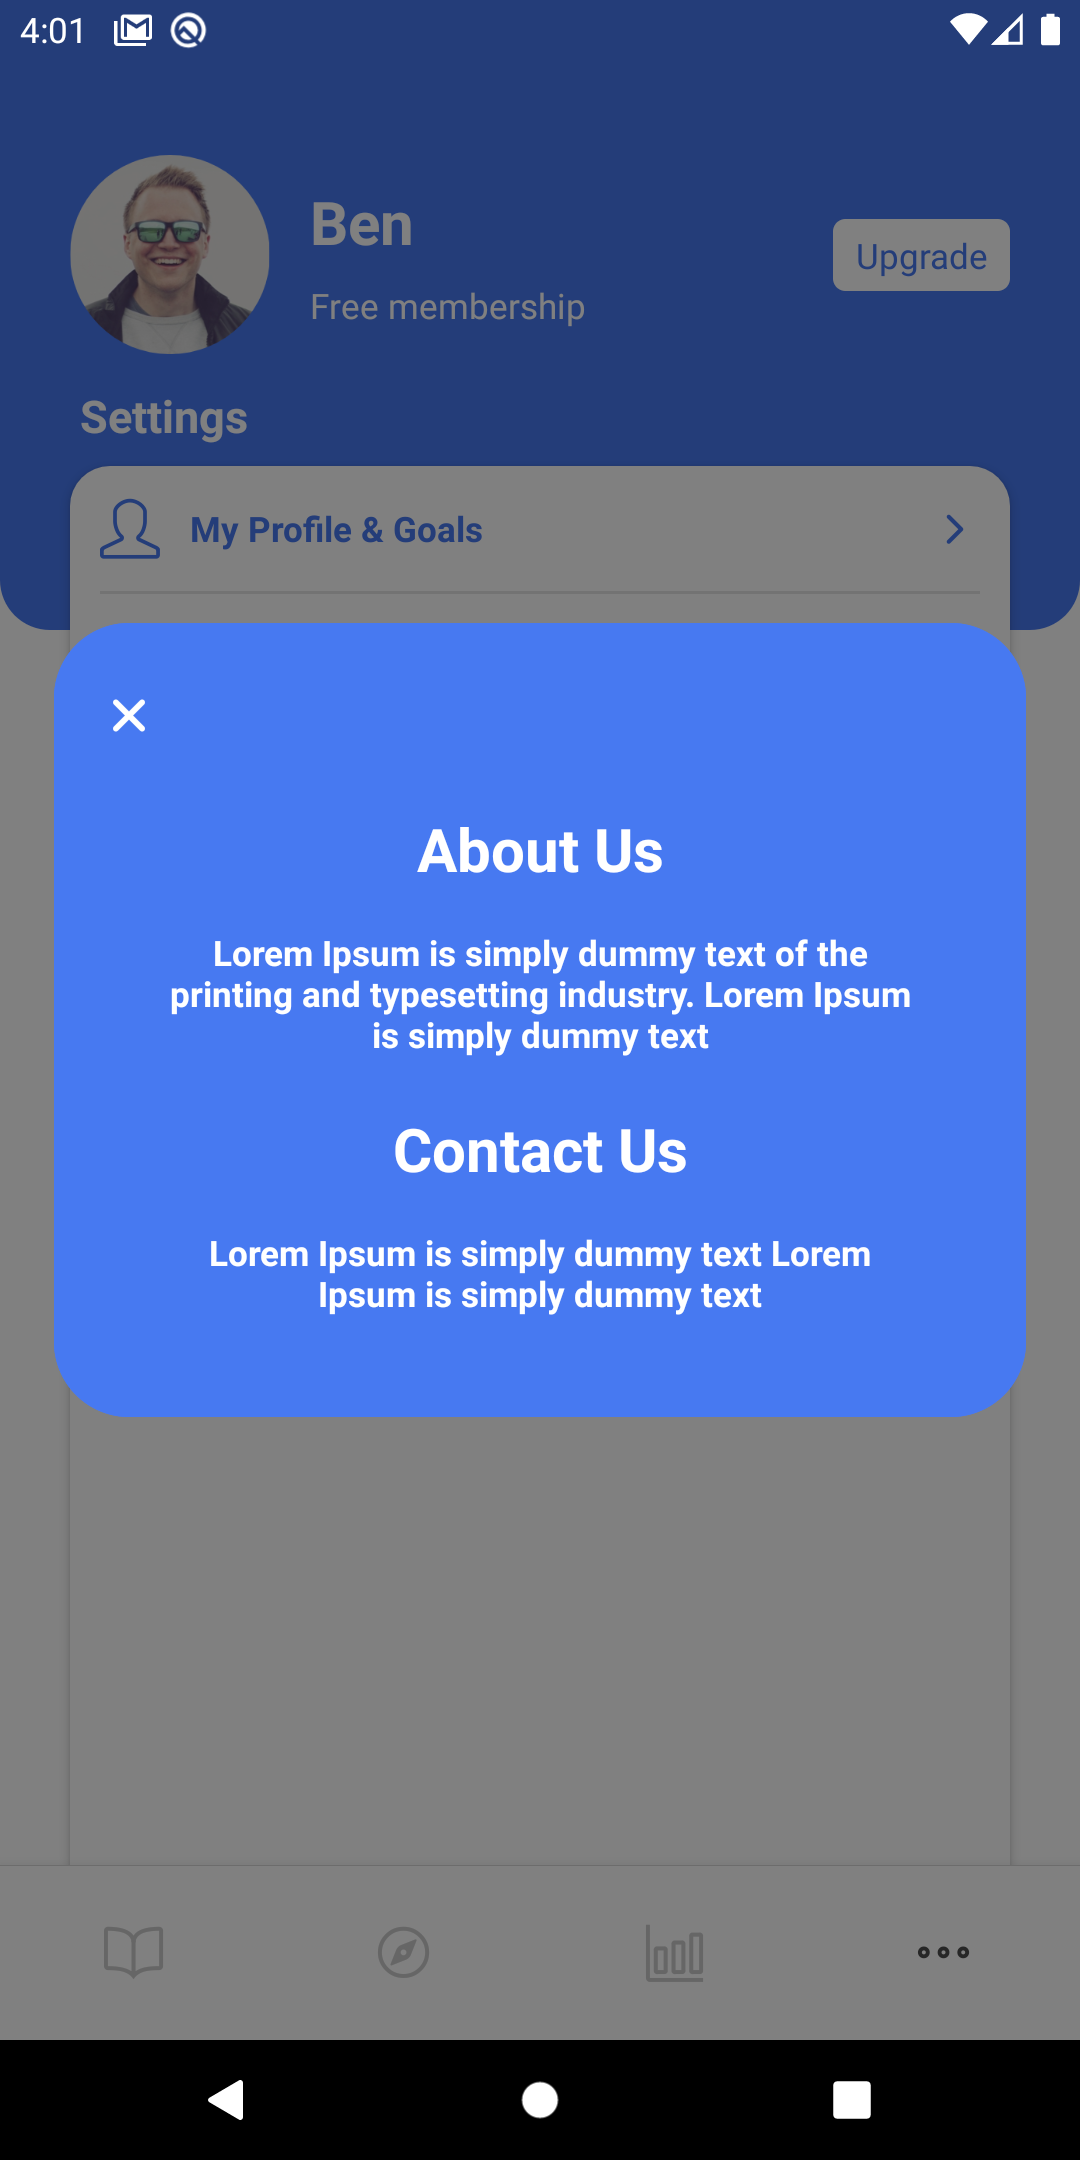 4:01
Ben
Upgrade
Free membership
Settings
My Profile & Goals
About Us
Lorem Ipsum is simply dummy text of the
printing and typesetting industry. Lorem Ipsum
is simply dummy text
Contact Us
Lorem Ipsum is simply dummy text Lorem
Ipsum is simply dummy text